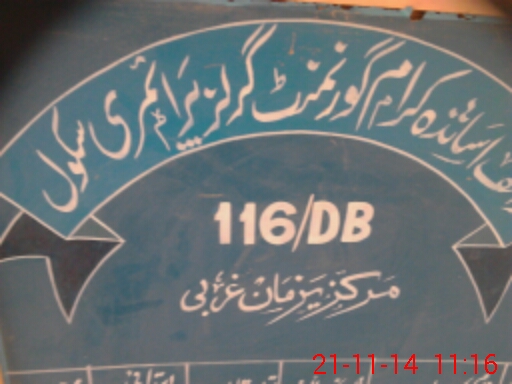 اساتذہ کرام گورنمنٹ گرلز پرائمری سکول
116/DB
مرکز یزمان غربی
21-11-14 11:16